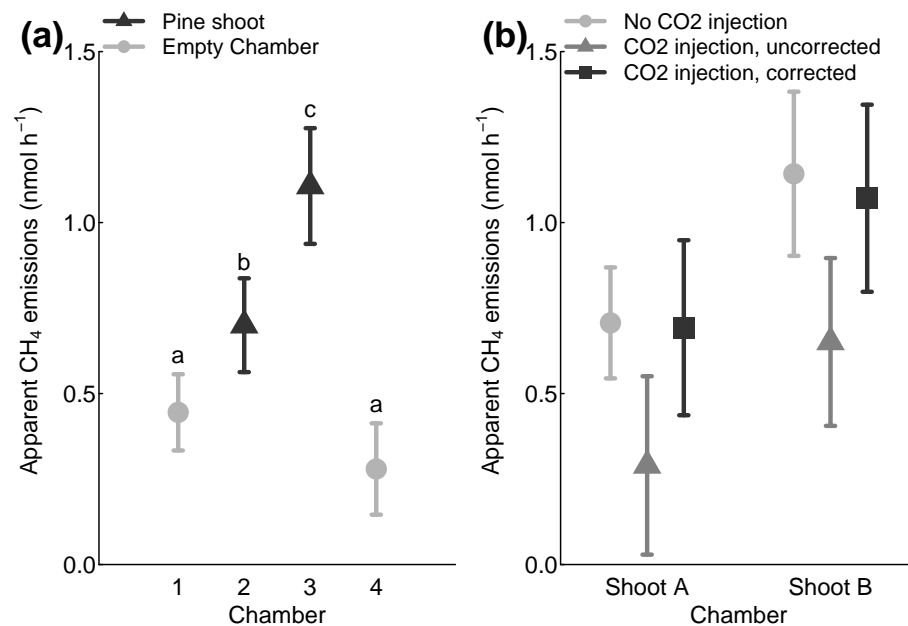 (a)
Pine shoot
Empty Chamber
Apparent CH₄ emissions (nmol h⁻¹)
1.5
1.0
0.5
0.0
a
b
c
a
1 2 3 4
Chamber
(b)
No CO2 injection
CO2 injection, uncorrected
CO2 injection, corrected
Apparent CH₄ emissions (nmol h⁻¹)
1.5
1.0
0.5
0.0
Shoot A Shoot B
Chamber